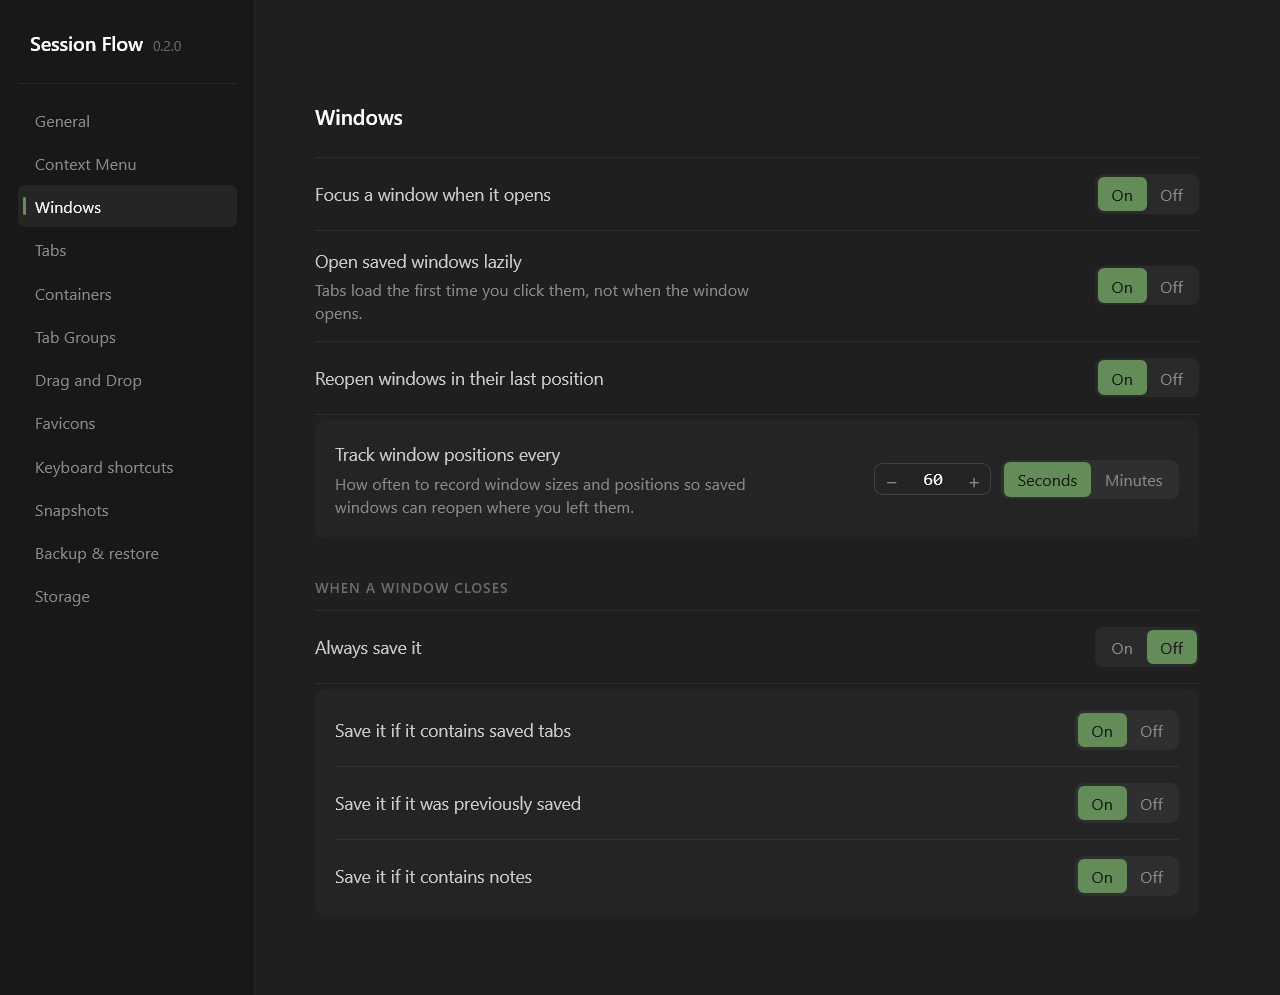 Session Flow 0.2.0
General
Context Menu
Windows
Tabs
Containers
Tab Groups
Drag and Drop
Favicons
Keyboard shortcuts
Snapshots
Backup & restore
Storage
Windows
Focus a window when it opens
On Off
Open saved windows lazily
Tabs load the first time you click them, not when the window
opens.
On Off
Reopen windows in their last position
On Off
Track window positions every
How often to record window sizes and positions so saved
windows can reopen where you left them.
− 60 + Seconds Minutes
WHEN A WINDOW CLOSES
Always save it
On Off
Save it if it contains saved tabs
On Off
Save it if it was previously saved
On Off
Save it if it contains notes
On Off